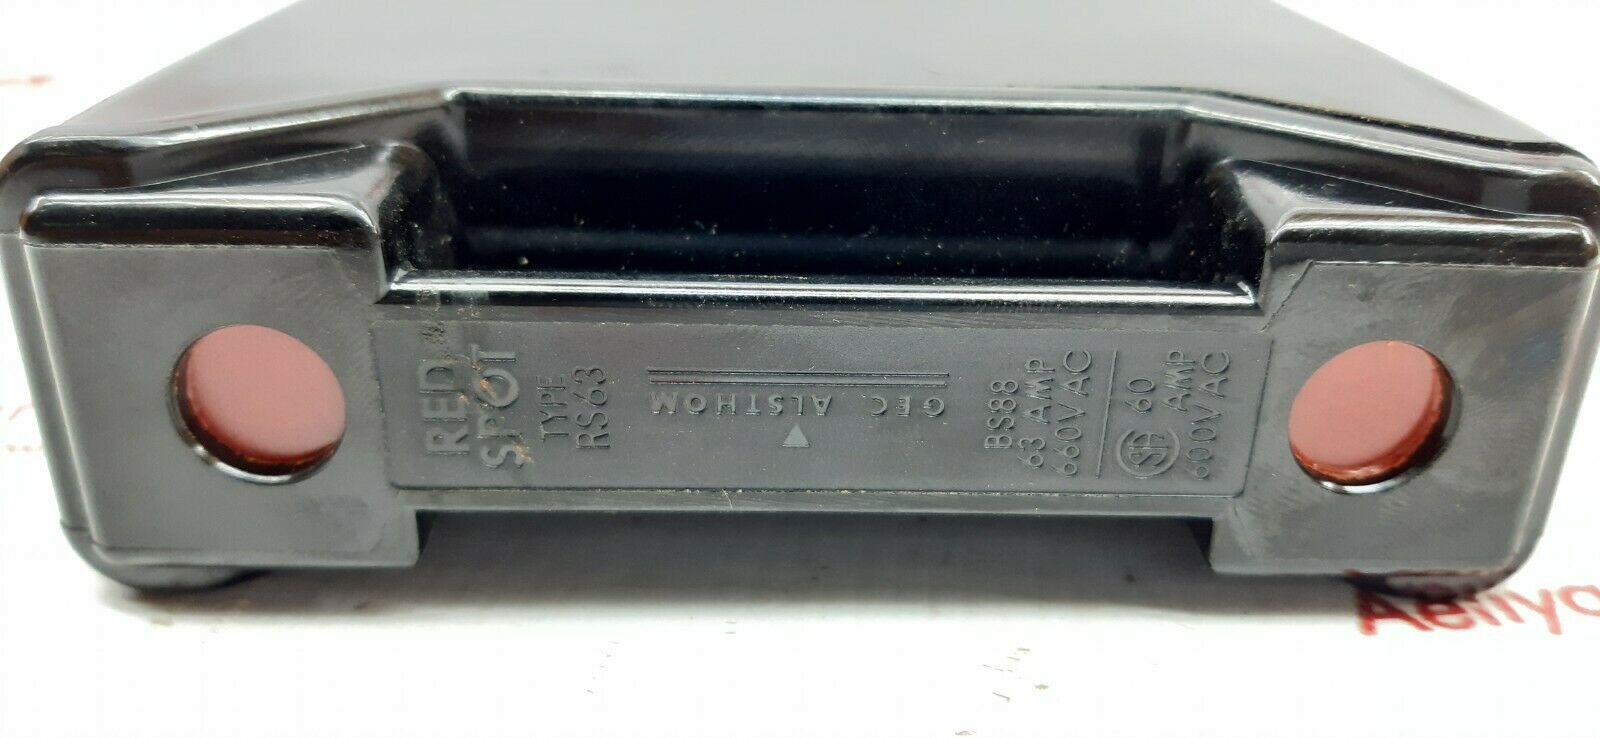 RED
SPOT
TYPE
RS63
GEC ALSTHOM
BS88
63 AMP
660V AC
60
AMP
600V AC